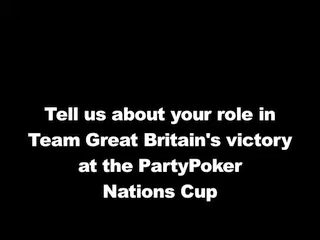 Tell us about your role in
Team Great Britain's victory
at the PartyPoker
Nations Cup